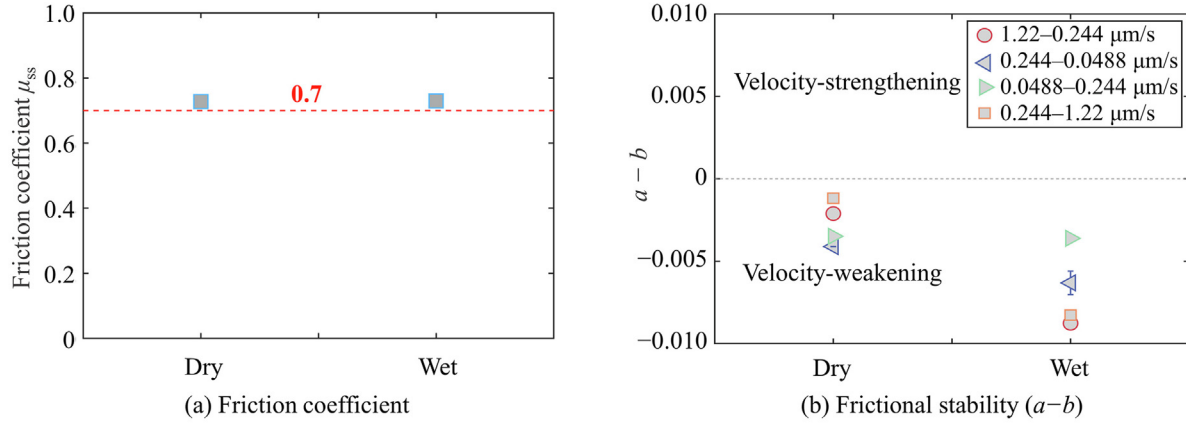 1.0
0.8
0.6
0.4
0.2
0
Friction coefficient μss
0.7
Dry
Wet
(a) Friction coefficient
0.010
0.005
0
−0.005
−0.010
a − b
1.22–0.244 μm/s
0.244–0.0488 μm/s
0.0488–0.244 μm/s
0.244–1.22 μm/s
Velocity-strengthening
Velocity-weakening
Dry
Wet
(b) Frictional stability (a−b)